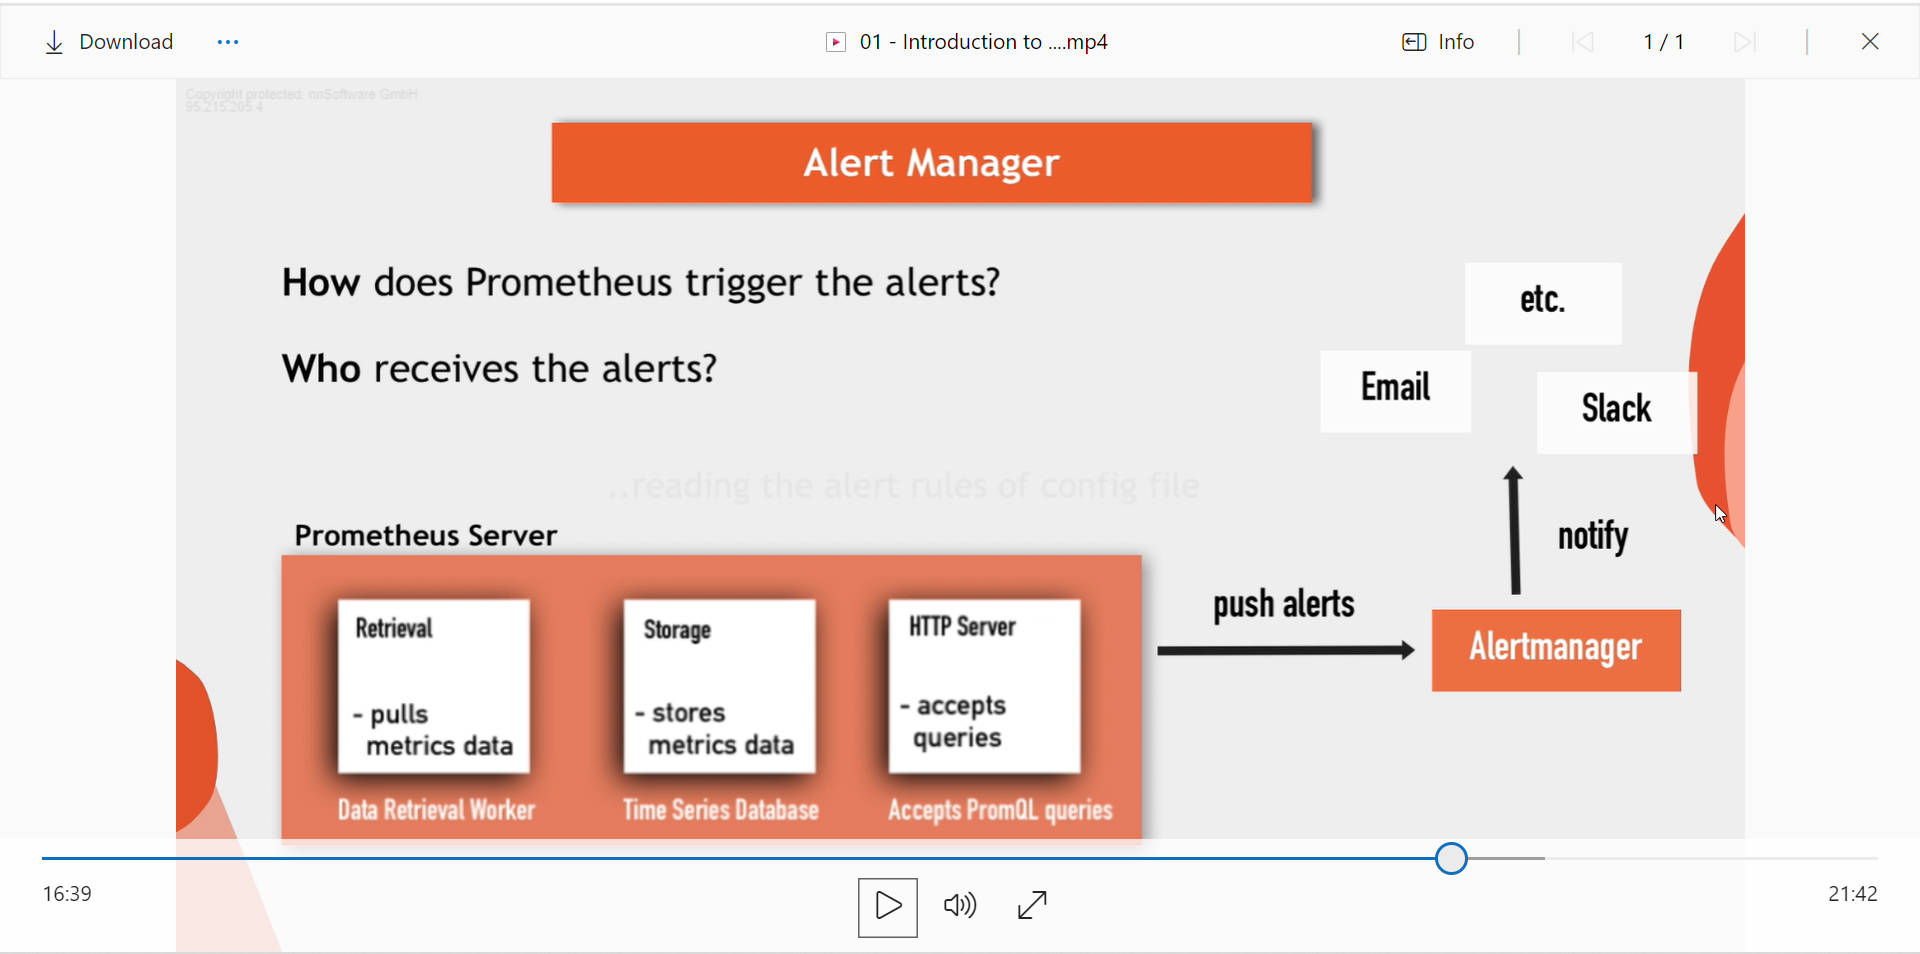 Download
...
01 - Introduction to ....mp4
Info
1 / 1
Copyright protected: nnSoftware GmbH
95.215.205.4
Alert Manager
How does Prometheus trigger the alerts?
Who receives the alerts?
etc.
Email
Slack
..reading the alert rules of config file
notify
Prometheus Server
push alerts
Alertmanager
Retrieval
- pulls
metrics data
Data Retrieval Worker
Storage
- stores
metrics data
Time Series Database
HTTP Server
- accepts
queries
Accepts PromQL queries
16:39
21:42